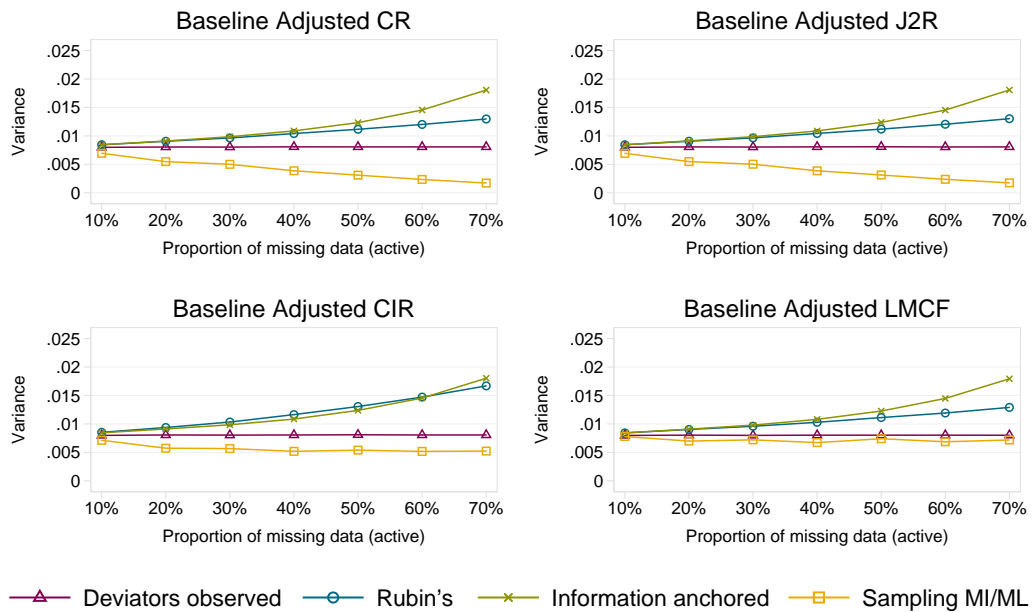 Baseline Adjusted CR
Variance
.025
.02
.015
.01
.005
0
10% 20% 30% 40% 50% 60% 70%
Proportion of missing data (active)
Baseline Adjusted J2R
Variance
.025
.02
.015
.01
.005
0
10% 20% 30% 40% 50% 60% 70%
Proportion of missing data (active)
Baseline Adjusted CIR
Variance
.025
.02
.015
.01
.005
0
10% 20% 30% 40% 50% 60% 70%
Proportion of missing data (active)
Baseline Adjusted LMCF
Variance
.025
.02
.015
.01
.005
0
10% 20% 30% 40% 50% 60% 70%
Proportion of missing data (active)
Deviators observed Rubin's Information anchored Sampling MI/ML